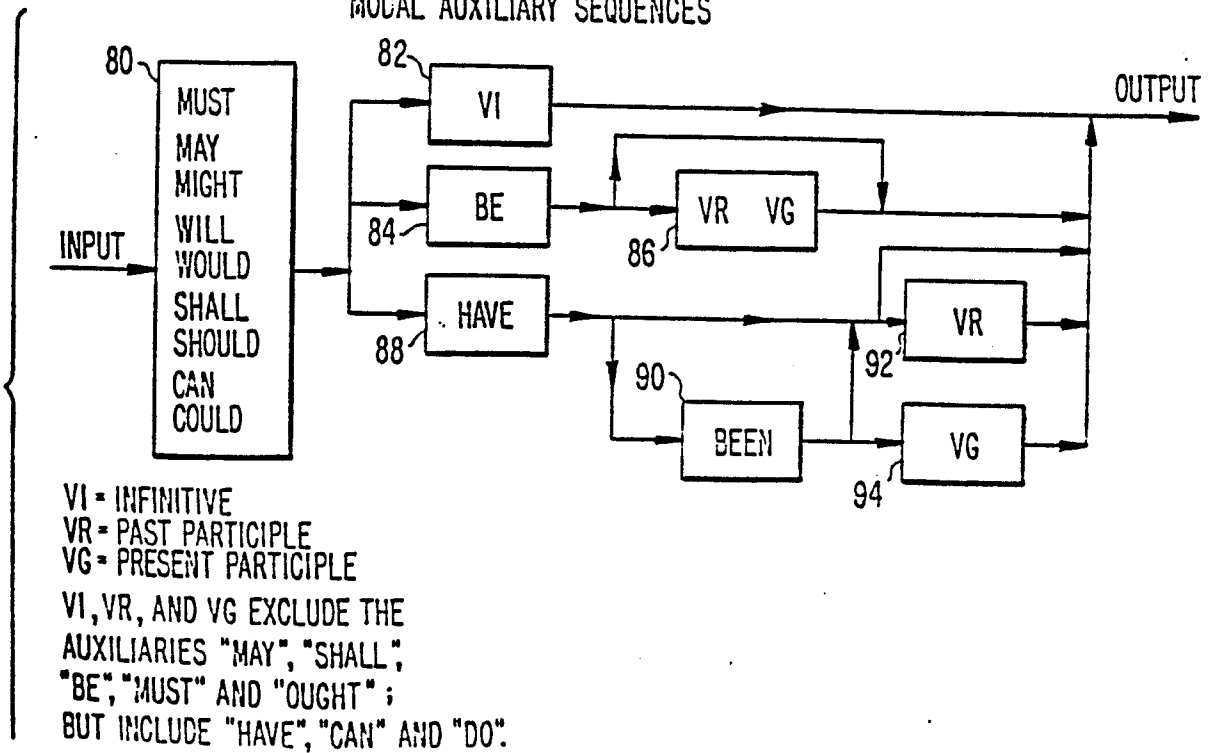 MODAL AUXILIARY SEQUENCES
80
MUST
MAY
MIGHT
WILL
WOULD
SHALL
SHOULD
CAN
COULD
INPUT
82
VI
84
BE
86
VR VG
88
HAVE
90
BEEN
92
VR
94
VG
OUTPUT
VI = INFINITIVE
VR = PAST PARTICIPLE
VG = PRESENT PARTICIPLE
VI, VR, AND VG EXCLUDE THE
AUXILIARIES "MAY", "SHALL",
"BE", "MUST" AND "OUGHT" ;
BUT INCLUDE "HAVE", "CAN" AND "DO".